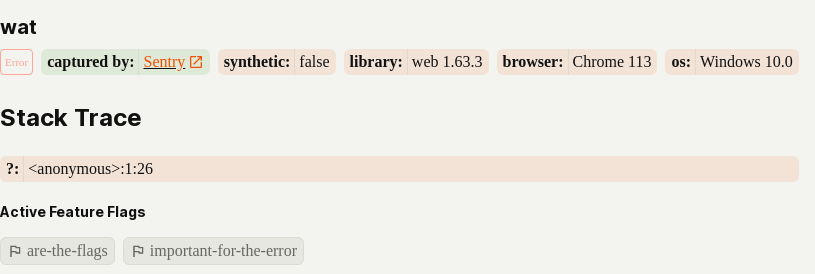 wat
Error captured by: Sentry synthetic: false library: web 1.63.3 browser: Chrome 113 os: Windows 10.0
Stack Trace
?: <anonymous>:1:26
Active Feature Flags
are-the-flags important-for-the-error